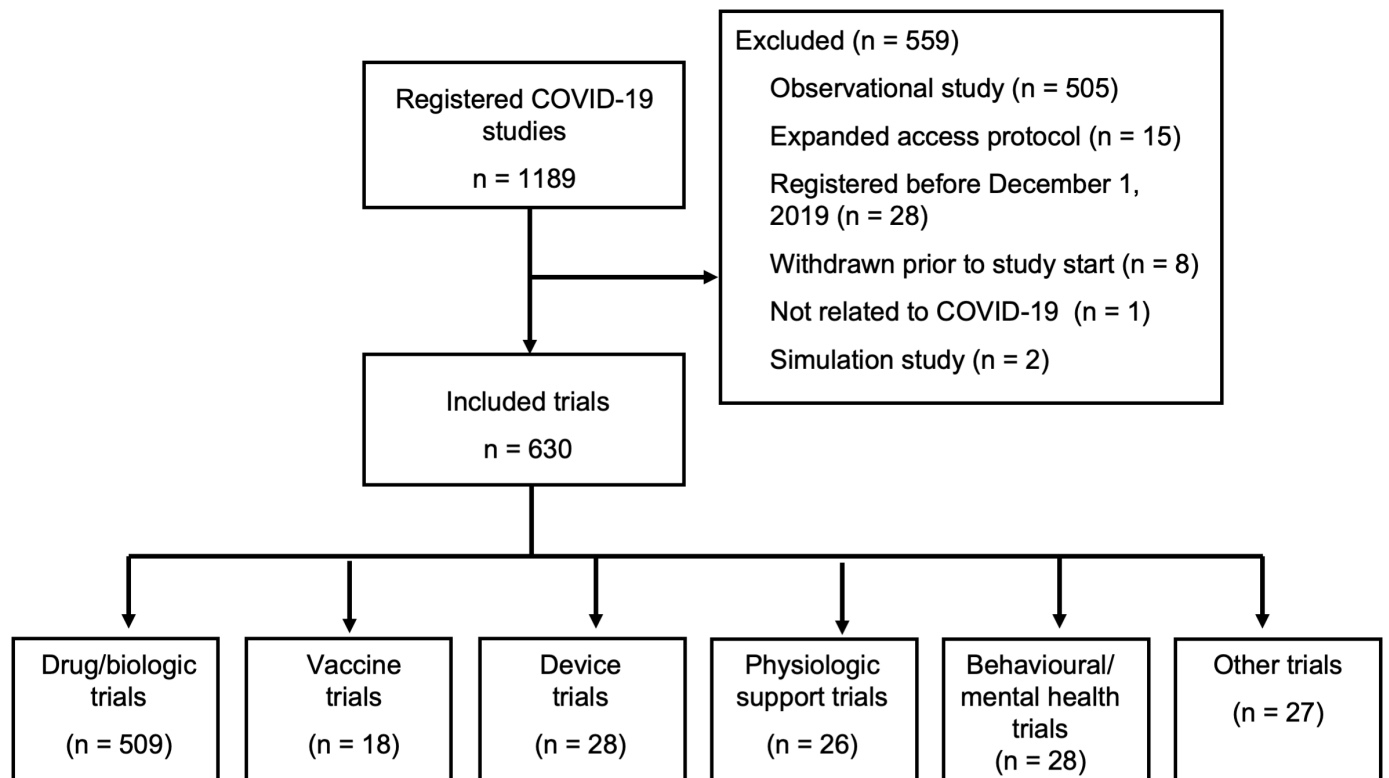 Registered COVID-19
studies
n = 1189
Excluded (n = 559)
Observational study (n = 505)
Expanded access protocol (n = 15)
Registered before December 1,
2019 (n = 28)
Withdrawn prior to study start (n = 8)
Not related to COVID-19 (n = 1)
Simulation study (n = 2)
Included trials
n = 630
Drug/biologic
trials
(n = 509)
Vaccine
trials
(n = 18)
Device
trials
(n = 28)
Physiologic
support trials
(n = 26)
Behavioural/
mental health
trials
(n = 28)
Other trials
(n = 27)